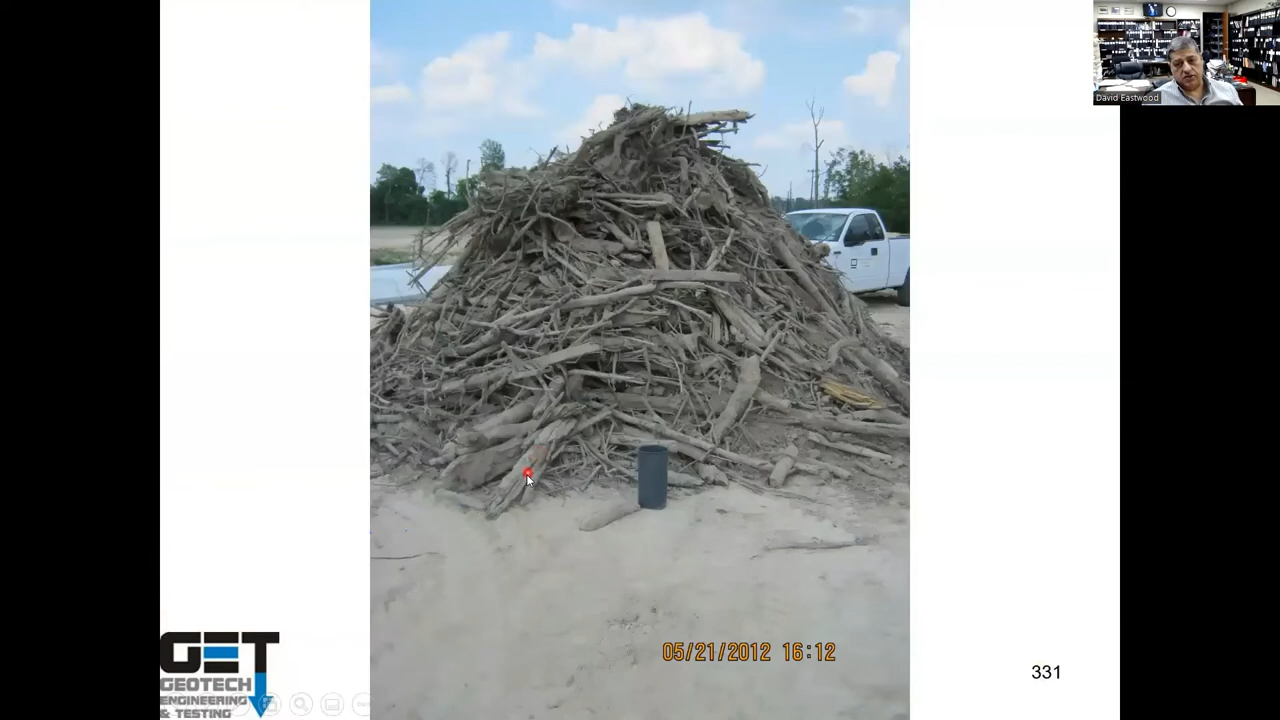 David Eastwood
05/21/2012 16:12
331
GET
GEOTECH
ENGINEERING
& TESTING